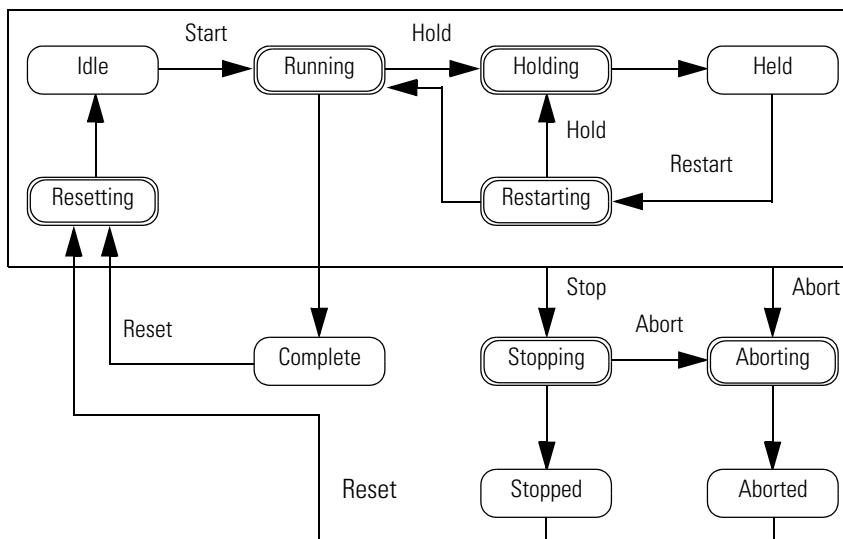 Start
Hold
Idle
Running
Holding
Held
Hold
Restart
Resetting
Restarting
Stop
Abort
Reset
Abort
Complete
Stopping
Aborting
Reset
Stopped
Aborted